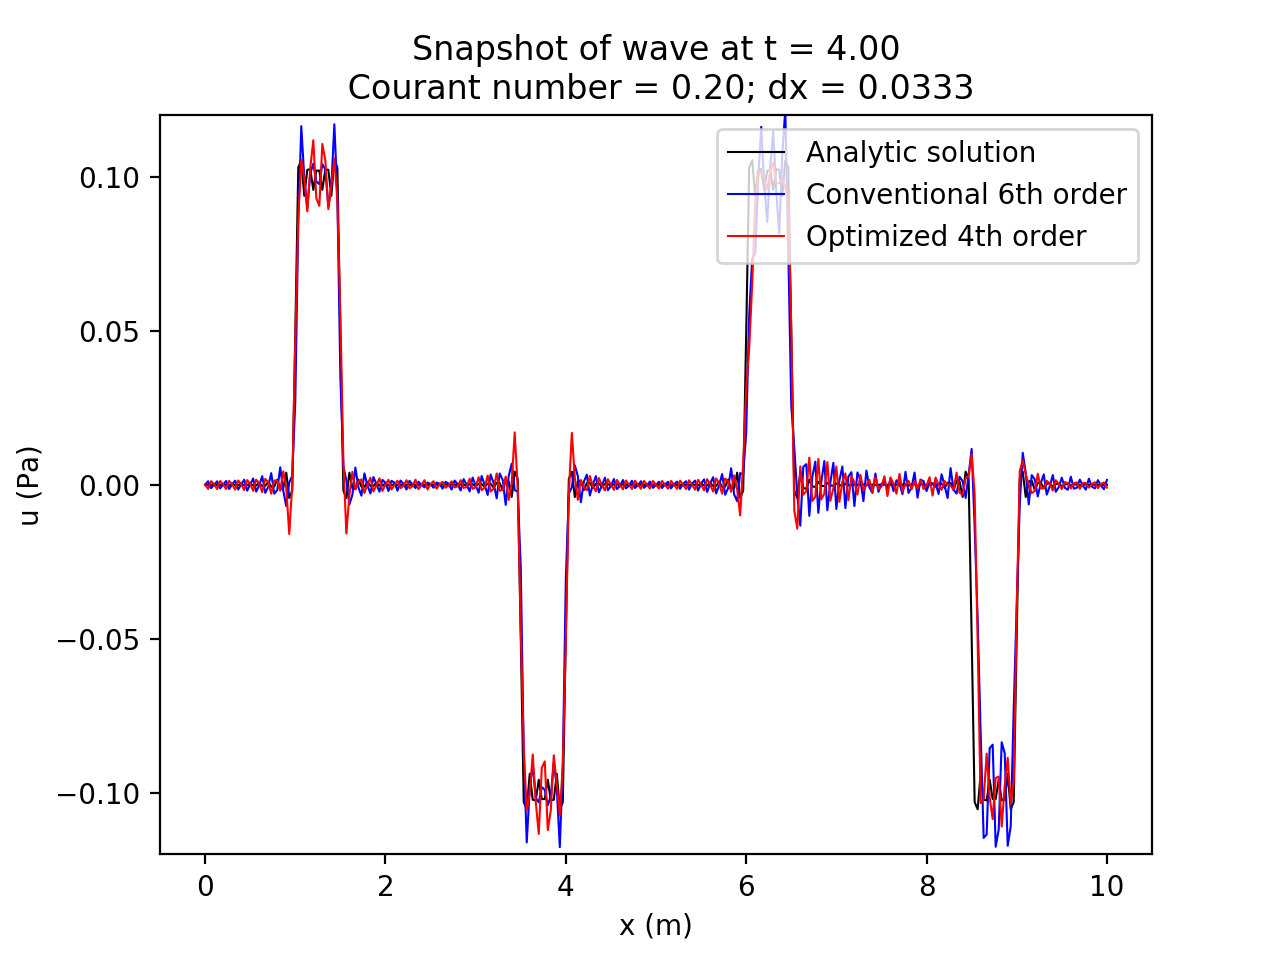 Snapshot of wave at t = 4.00
Courant number = 0.20; dx = 0.0333
Analytic solution
Conventional 6th order
Optimized 4th order
0.10
0.05
0.00
−0.05
−0.10
u (Pa)
0 2 4 6 8 10
x (m)